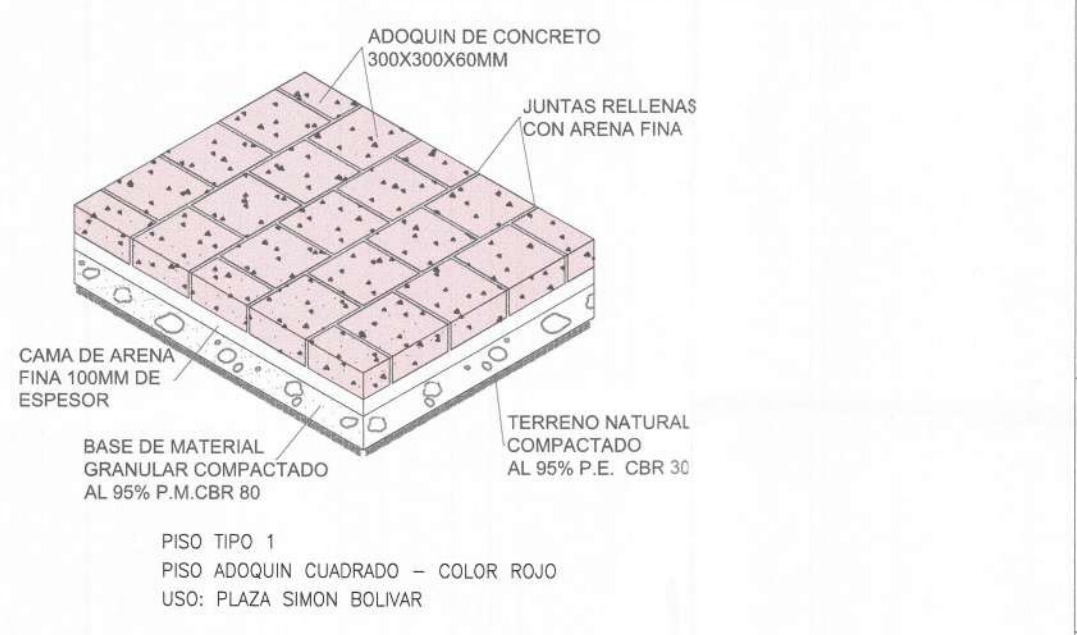 ADOQUIN DE CONCRETO
300X300X60MM
JUNTAS RELLENAS
CON ARENA FINA
CAMA DE ARENA
FINA 100MM DE
ESPESOR
BASE DE MATERIAL
GRANULAR COMPACTADO
AL 95% P.M.CBR 80
TERRENO NATURAL
COMPACTADO
AL 95% P.E. CBR 30
PISO TIPO 1
PISO ADOQUIN CUADRADO – COLOR ROJO
USO: PLAZA SIMON BOLIVAR